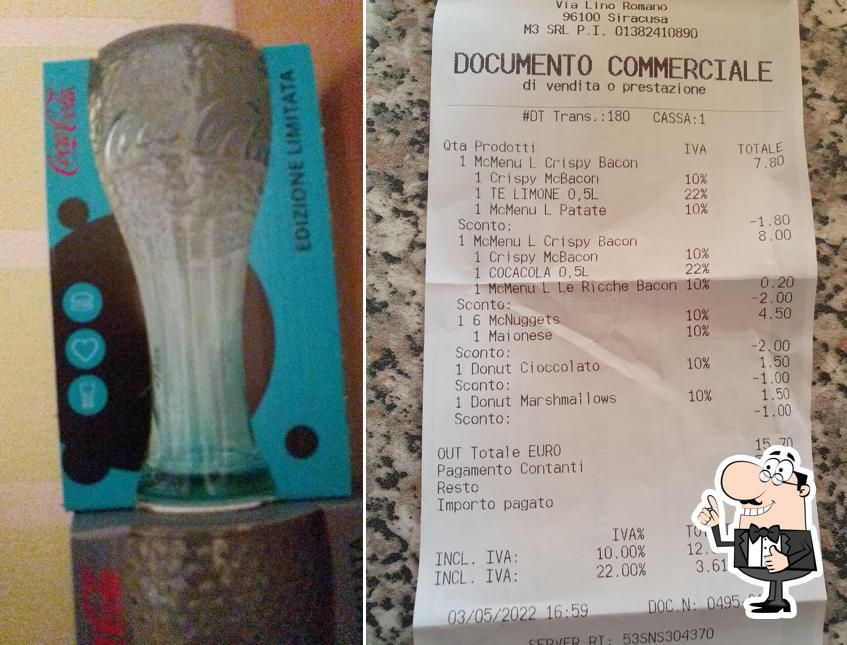 Coca-Cola
EDIZIONE LIMITATA
Via Lino Romano
96100 Siracusa
M3 SRL P.I. 01382410890
DOCUMENTO COMMERCIALE
di vendita o prestazione
#DT Trans.:180 CASSA:1
Qta Prodotti IVA TOTALE
1 McMenu L Crispy Bacon 7.80
1 Crispy McBacon 10%
1 TE LIMONE 0,5L 22%
1 McMenu L Patate 10%
Sconto: -1.80
1 McMenu L Crispy Bacon 8.00
1 Crispy McBacon 10%
1 COCACOLA 0,5L 22%
1 McMenu L Le Ricche Bacon 10% 0.20
Sconto: -2.00
1 6 McNuggets 10% 4.50
1 Maionese 10%
Sconto: -2.00
1 Donut Cioccolato 10% 1.50
Sconto: -1.00
1 Donut Marshmallows 10% 1.50
Sconto: -1.00
OUT Totale EURO 15.70
Pagamento Contanti
Resto
Importo pagato
IVA%
INCL. IVA: 10.00% 12.
INCL. IVA: 22.00% 3.61
03/05/2022 16:59 DOC.N: 0495
SERVER RT: 53SNS304370